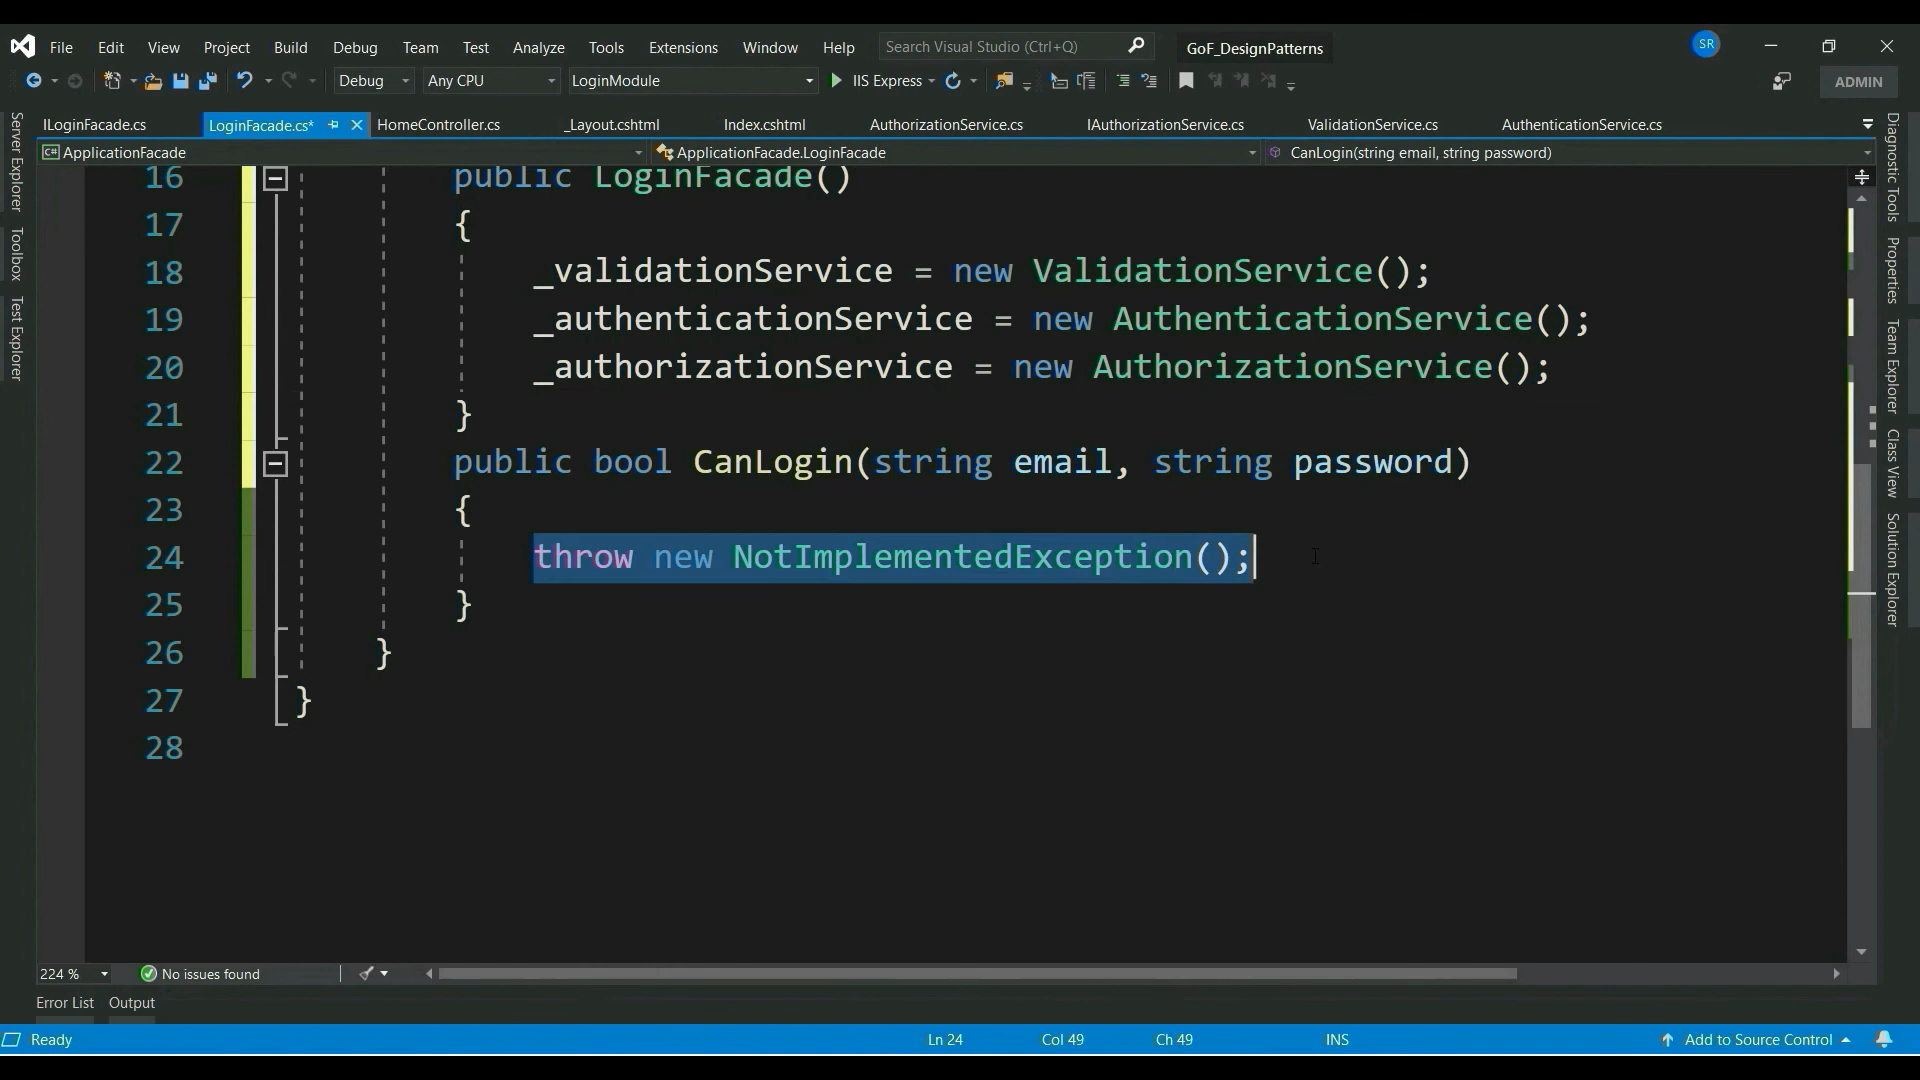 File Edit View Project Build Debug Team Test Analyze Tools Extensions Window Help Search Visual Studio (Ctrl+Q) GoF_DesignPatterns SR
Debug Any CPU LoginModule IIS Express ADMIN
ILoginFacade.cs LoginFacade.cs* HomeController.cs _Layout.cshtml Index.cshtml AuthorizationService.cs IAuthorizationService.cs ValidationService.cs AuthenticationService.cs
C# ApplicationFacade ApplicationFacade.LoginFacade CanLogin(string email, string password)
Server Explorer
Toolbox
Test Explorer
16 public LoginFacade()
17 {
18 _validationService = new ValidationService();
19 _authenticationService = new AuthenticationService();
20 _authorizationService = new AuthorizationService();
21 }
22 public bool CanLogin(string email, string password)
23 {
24 throw new NotImplementedException();
25 }
26 }
27 }
28
Diagnostic Tools
Properties
Team Explorer
Class View
Solution Explorer
224 % No issues found
Error List Output
Ready Ln 24 Col 49 Ch 49 INS Add to Source Control